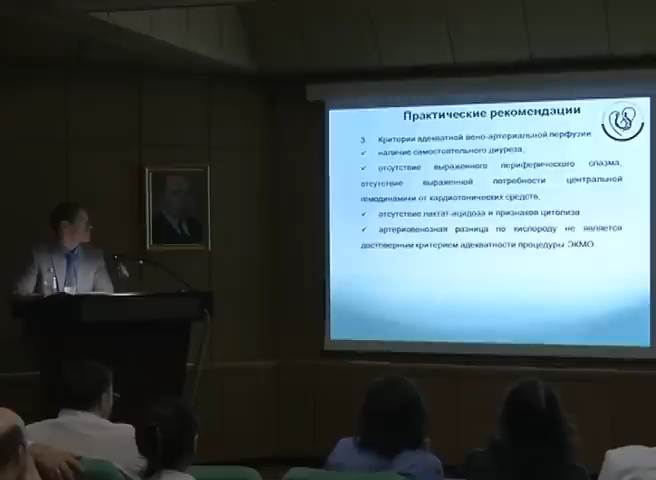 Практические рекомендации
3 Критерии адекватной вено-артериальной перфузии
✓ наличие самостоятельного диуреза,
✓ отсутствие выраженного периферического спазма,
отсутствие выраженной потребности центральной
гемодинамики от кардиотонических средств,
✓ отсутствие лактат-ацидоза и признаков цитолиза
✓ артериовенозная разница по кислороду не является
достоверным критерием адекватности процедуры ЭКМО